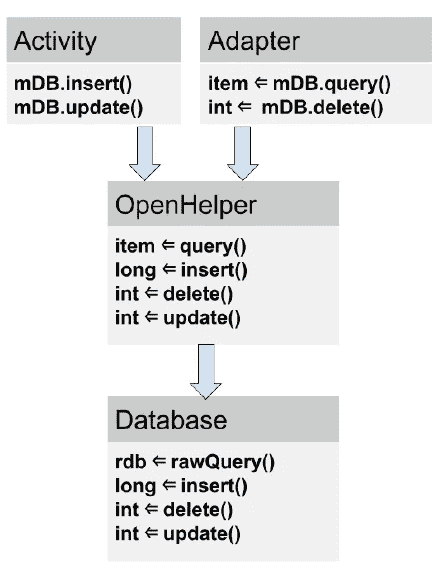 Activity
mDB.insert()
mDB.update()
Adapter
item ⇐ mDB.query()
int ⇐ mDB.delete()
OpenHelper
item ⇐ query()
long ⇐ insert()
int ⇐ delete()
int ⇐ update()
Database
rdb ⇐ rawQuery()
long ⇐ insert()
int ⇐ delete()
int ⇐ update()